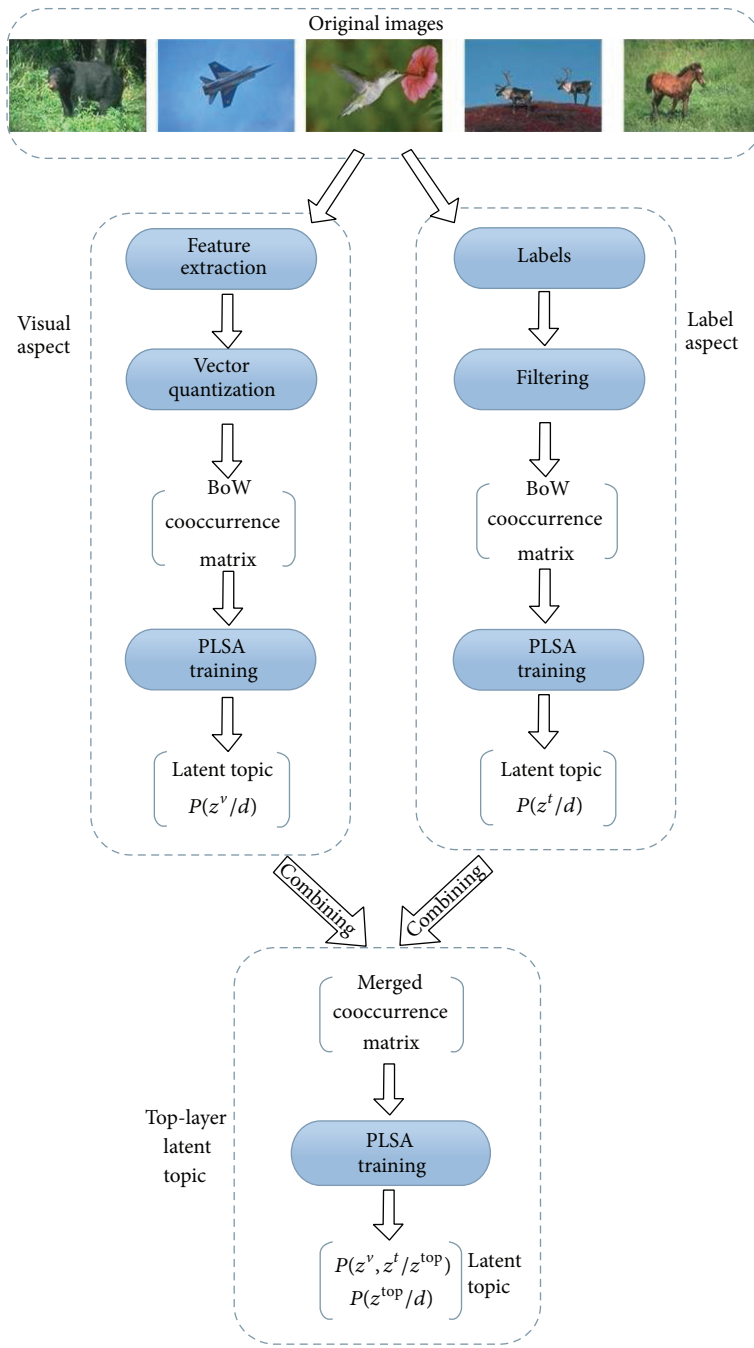 Original images
Visual
aspect
Feature
extraction
Vector
quantization
BoW
cooccurrence
matrix
PLSA
training
Latent topic
P(z^v/d)
Label
aspect
Labels
Filtering
BoW
cooccurrence
matrix
PLSA
training
Latent topic
P(z^t/d)
Combining
Combining
Top-layer
latent
topic
Merged
cooccurrence
matrix
PLSA
training
P(z^v, z^t/z^top)
P(z^top/d)
Latent
topic